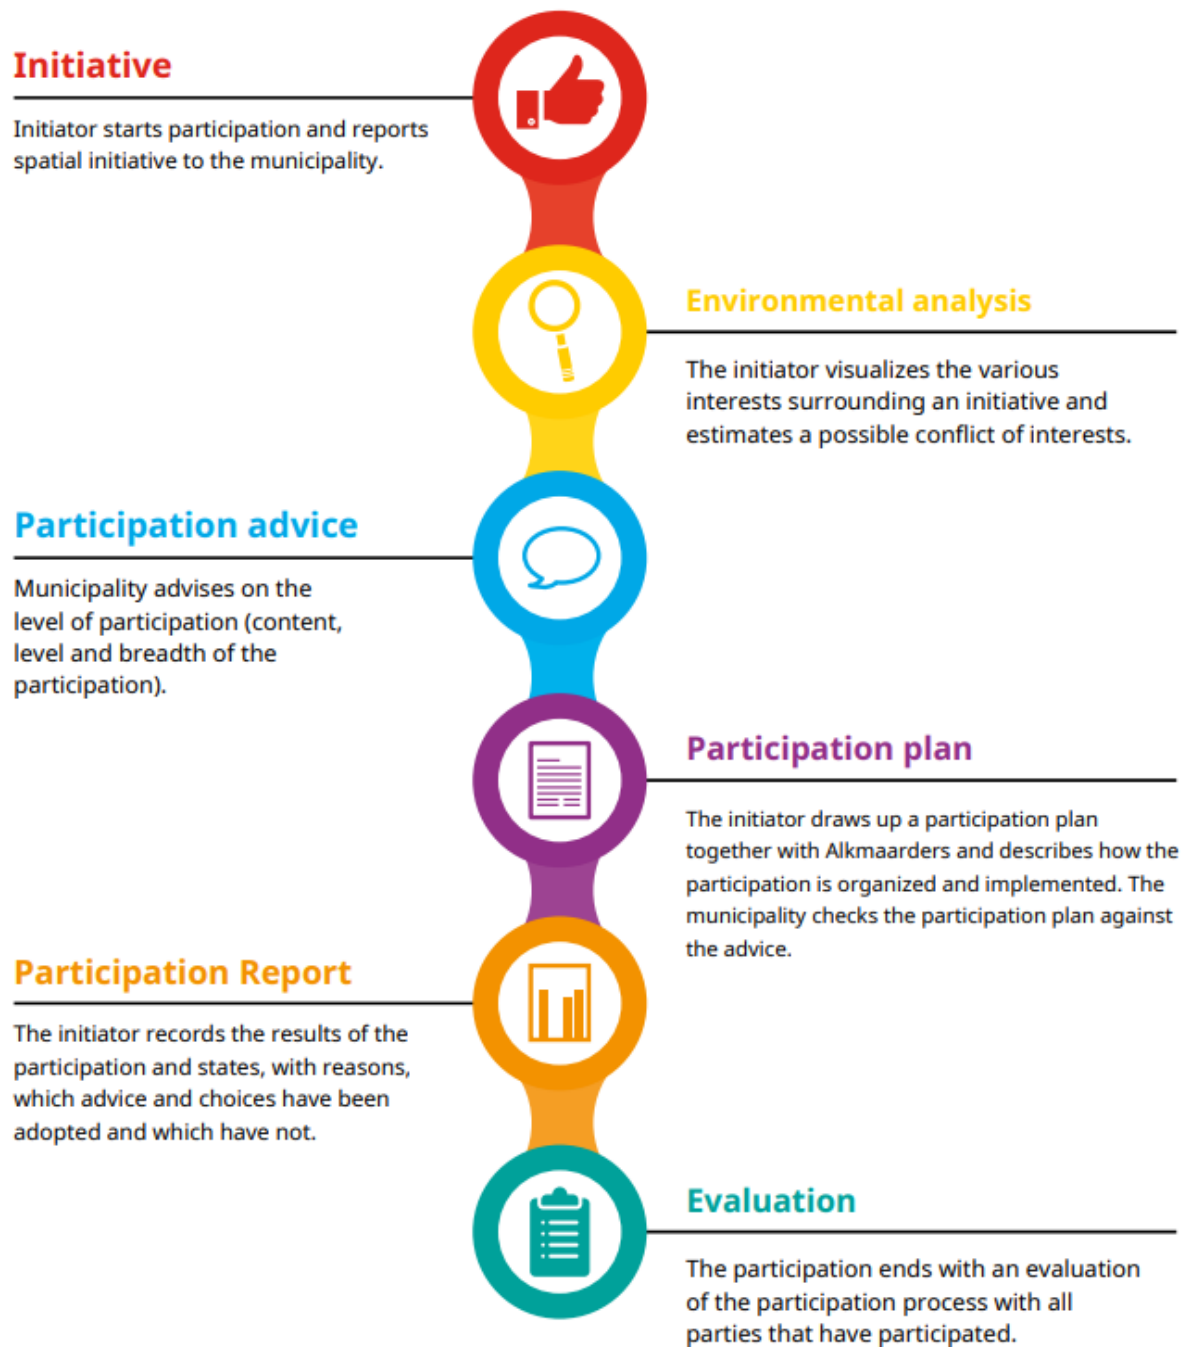 Initiative
Initiator starts participation and reports
spatial initiative to the municipality.
Environmental analysis
The initiator visualizes the various
interests surrounding an initiative and
estimates a possible conflict of interests.
Participation advice
Municipality advises on the
level of participation (content,
level and breadth of the
participation).
Participation plan
The initiator draws up a participation plan
together with Alkmaarders and describes how the
participation is organized and implemented. The
municipality checks the participation plan against
the advice.
Participation Report
The initiator records the results of the
participation and states, with reasons,
which advice and choices have been
adopted and which have not.
Evaluation
The participation ends with an evaluation
of the participation process with all
parties that have participated.